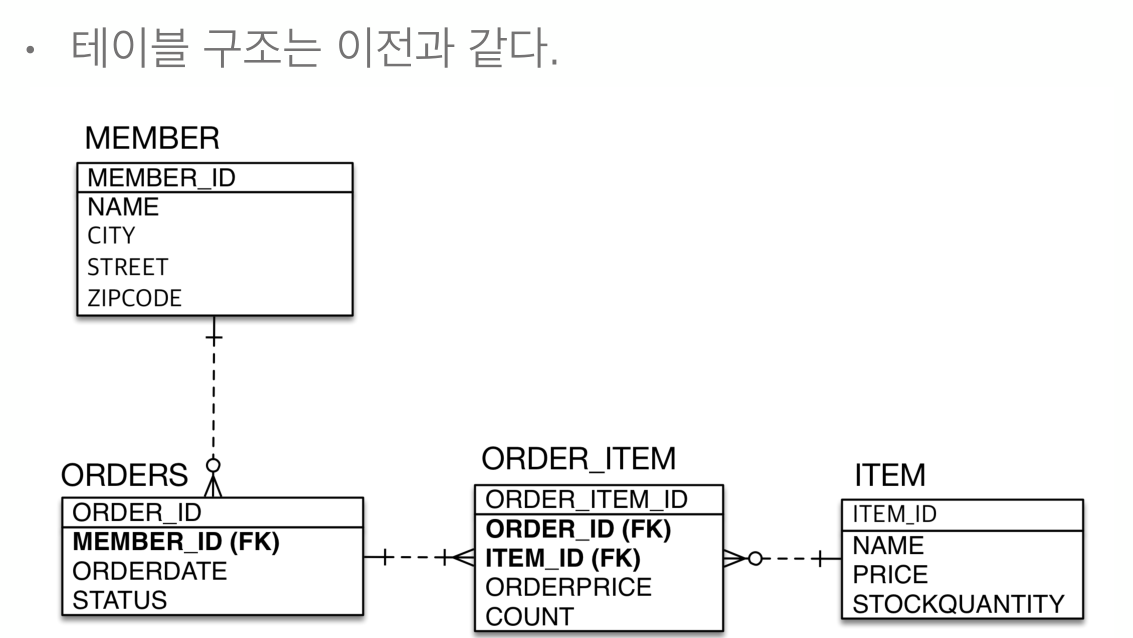 • 테이블 구조는 이전과 같다.
MEMBER
MEMBER_ID
NAME
CITY
STREET
ZIPCODE
ORDERS
ORDER_ID
MEMBER_ID (FK)
ORDERDATE
STATUS
ORDER_ITEM
ORDER_ITEM_ID
ORDER_ID (FK)
ITEM_ID (FK)
ORDERPRICE
COUNT
ITEM
ITEM_ID
NAME
PRICE
STOCKQUANTITY